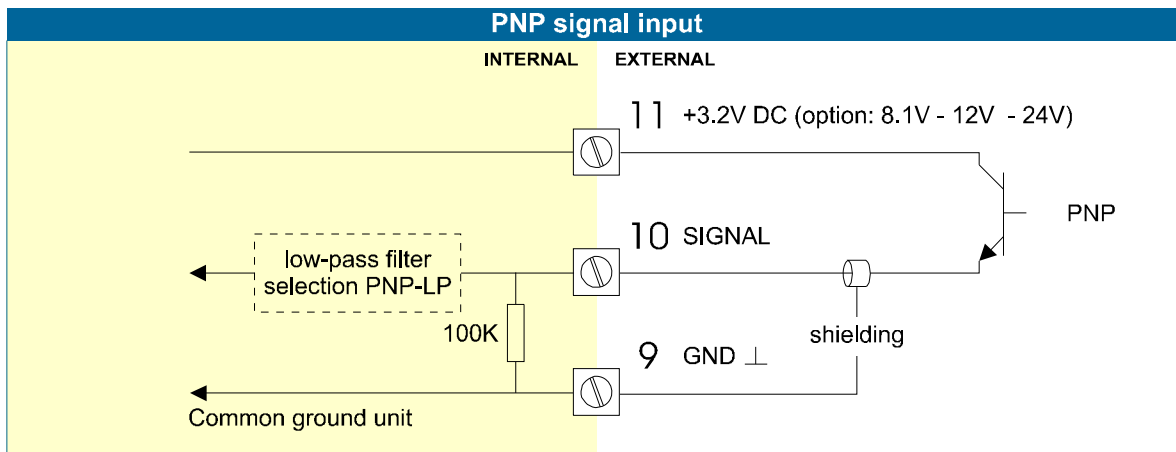 PNP signal input
INTERNAL EXTERNAL
11 +3.2V DC (option: 8.1V - 12V - 24V)
PNP
10 SIGNAL
low-pass filter
selection PNP-LP
100K
shielding
9 GND ⊥
Common ground unit